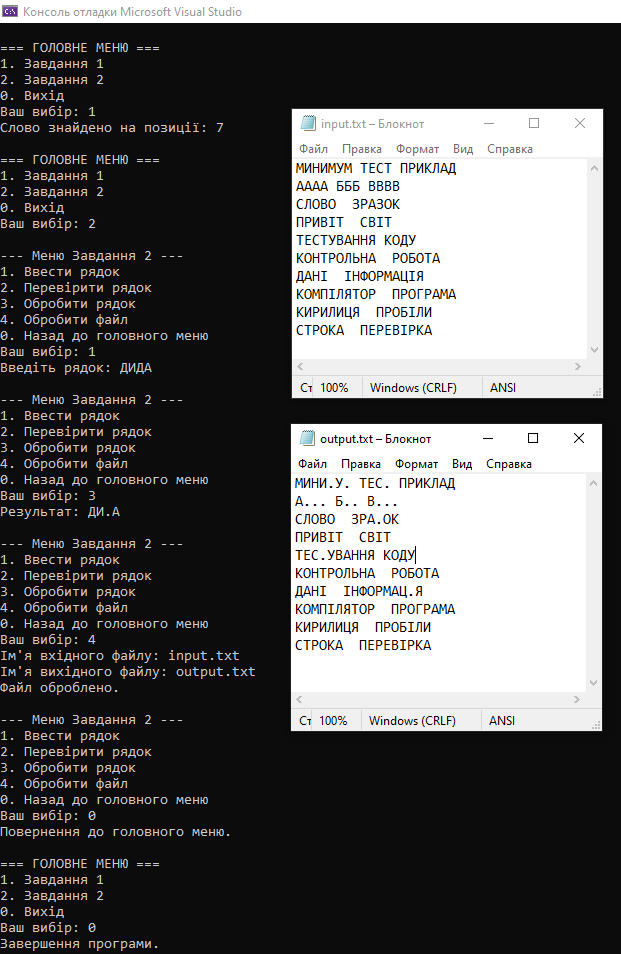 Консоль отладки Microsoft Visual Studio
=== ГОЛОВНЕ МЕНЮ ===
1. Завдання 1
2. Завдання 2
0. Вихід
Ваш вибір: 1
Слово знайдено на позиції: 7
=== ГОЛОВНЕ МЕНЮ ===
1. Завдання 1
2. Завдання 2
0. Вихід
Ваш вибір: 2
--- Меню Завдання 2 ---
1. Ввести рядок
2. Перевірити рядок
3. Обробити рядок
4. Обробити файл
0. Назад до головного меню
Ваш вибір: 1
Введіть рядок: ДИДА
--- Меню Завдання 2 ---
1. Ввести рядок
2. Перевірити рядок
3. Обробити рядок
4. Обробити файл
0. Назад до головного меню
Ваш вибір: 3
Результат: ДИ.А
--- Меню Завдання 2 ---
1. Ввести рядок
2. Перевірити рядок
3. Обробити рядок
4. Обробити файл
0. Назад до головного меню
Ваш вибір: 4
Ім'я вхідного файлу: input.txt
Ім'я вихідного файлу: output.txt
Файл оброблено.
--- Меню Завдання 2 ---
1. Ввести рядок
2. Перевірити рядок
3. Обробити рядок
4. Обробити файл
0. Назад до головного меню
Ваш вибір: 0
Повернення до головного меню.
=== ГОЛОВНЕ МЕНЮ ===
1. Завдання 1
2. Завдання 2
0. Вихід
Ваш вибір: 0
Завершення програми.
input.txt – Блокнот
Файл Правка Формат Вид Справка
МИНИМУМ ТЕСТ ПРИКЛАД
АААА БББ ВВВВ
СЛОВО  ЗРАЗОК
ПРИВІТ  СВІТ
ТЕСТУВАННЯ КОДУ
КОНТРОЛЬНА  РОБОТА
ДАНІ  ІНФОРМАЦІЯ
КОМПІЛЯТОР  ПРОГРАМА
КИРИЛИЦЯ  ПРОБІЛИ
СТРОКА  ПЕРЕВІРКА
Ст 100% Windows (CRLF) ANSI
output.txt – Блокнот
Файл Правка Формат Вид Справка
МИНИ.У. ТЕС. ПРИКЛАД
А... Б.. В...
СЛОВО  ЗРА.ОК
ПРИВІТ  СВІТ
ТЕС.УВАННЯ КОДУ
КОНТРОЛЬНА  РОБОТА
ДАНІ  ІНФОРМАЦ.Я
КОМПІЛЯТОР  ПРОГРАМА
КИРИЛИЦЯ  ПРОБІЛИ
СТРОКА  ПЕРЕВІРКА
Ст 100% Windows (CRLF) ANSI